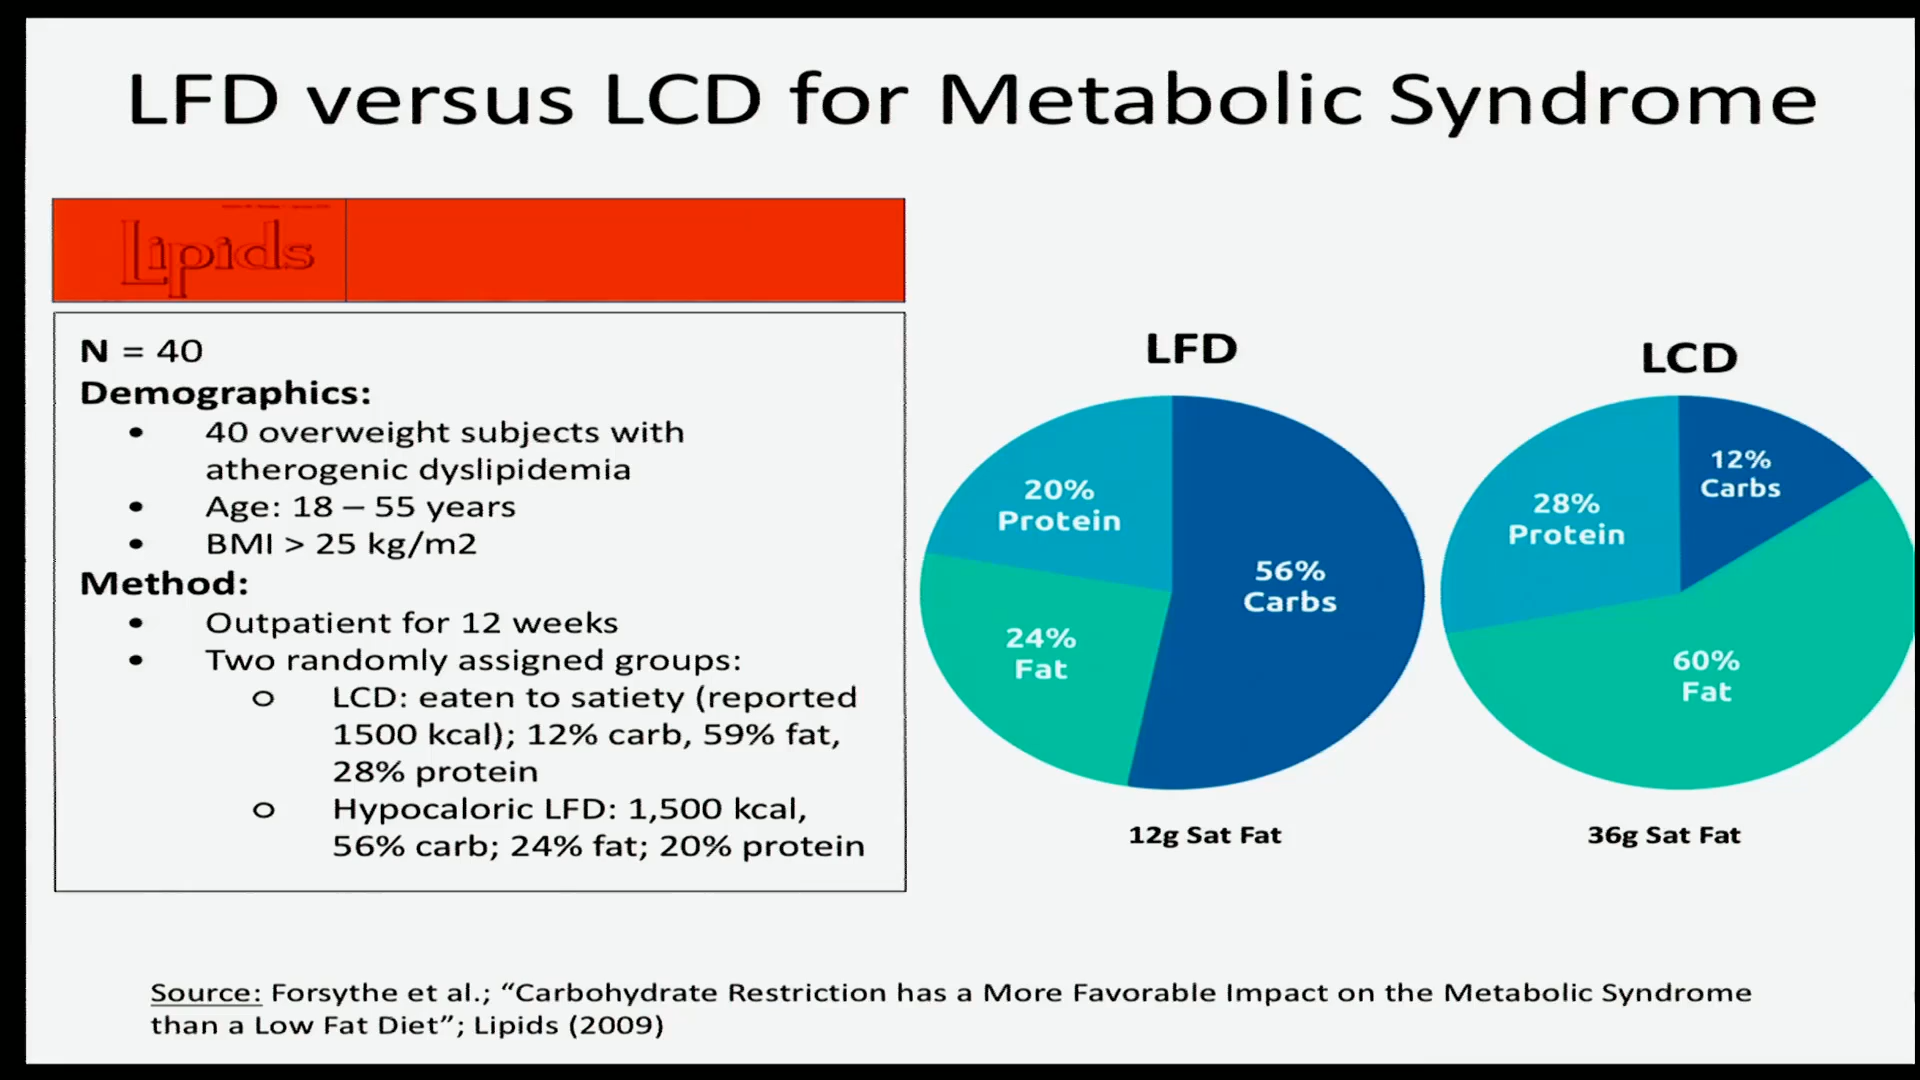 LFD versus LCD for Metabolic Syndrome
Lipids
N = 40
Demographics:
• 40 overweight subjects with
atherogenic dyslipidemia
• Age: 18 – 55 years
• BMI > 25 kg/m2
Method:
• Outpatient for 12 weeks
• Two randomly assigned groups:
o LCD: eaten to satiety (reported
1500 kcal); 12% carb, 59% fat,
28% protein
o Hypocaloric LFD: 1,500 kcal,
56% carb; 24% fat; 20% protein
LFD
20%
Protein
56%
Carbs
24%
Fat
12g Sat Fat
LCD
12%
Carbs
28%
Protein
60%
Fat
36g Sat Fat
Source: Forsythe et al.; “Carbohydrate Restriction has a More Favorable Impact on the Metabolic Syndrome
than a Low Fat Diet”; Lipids (2009)